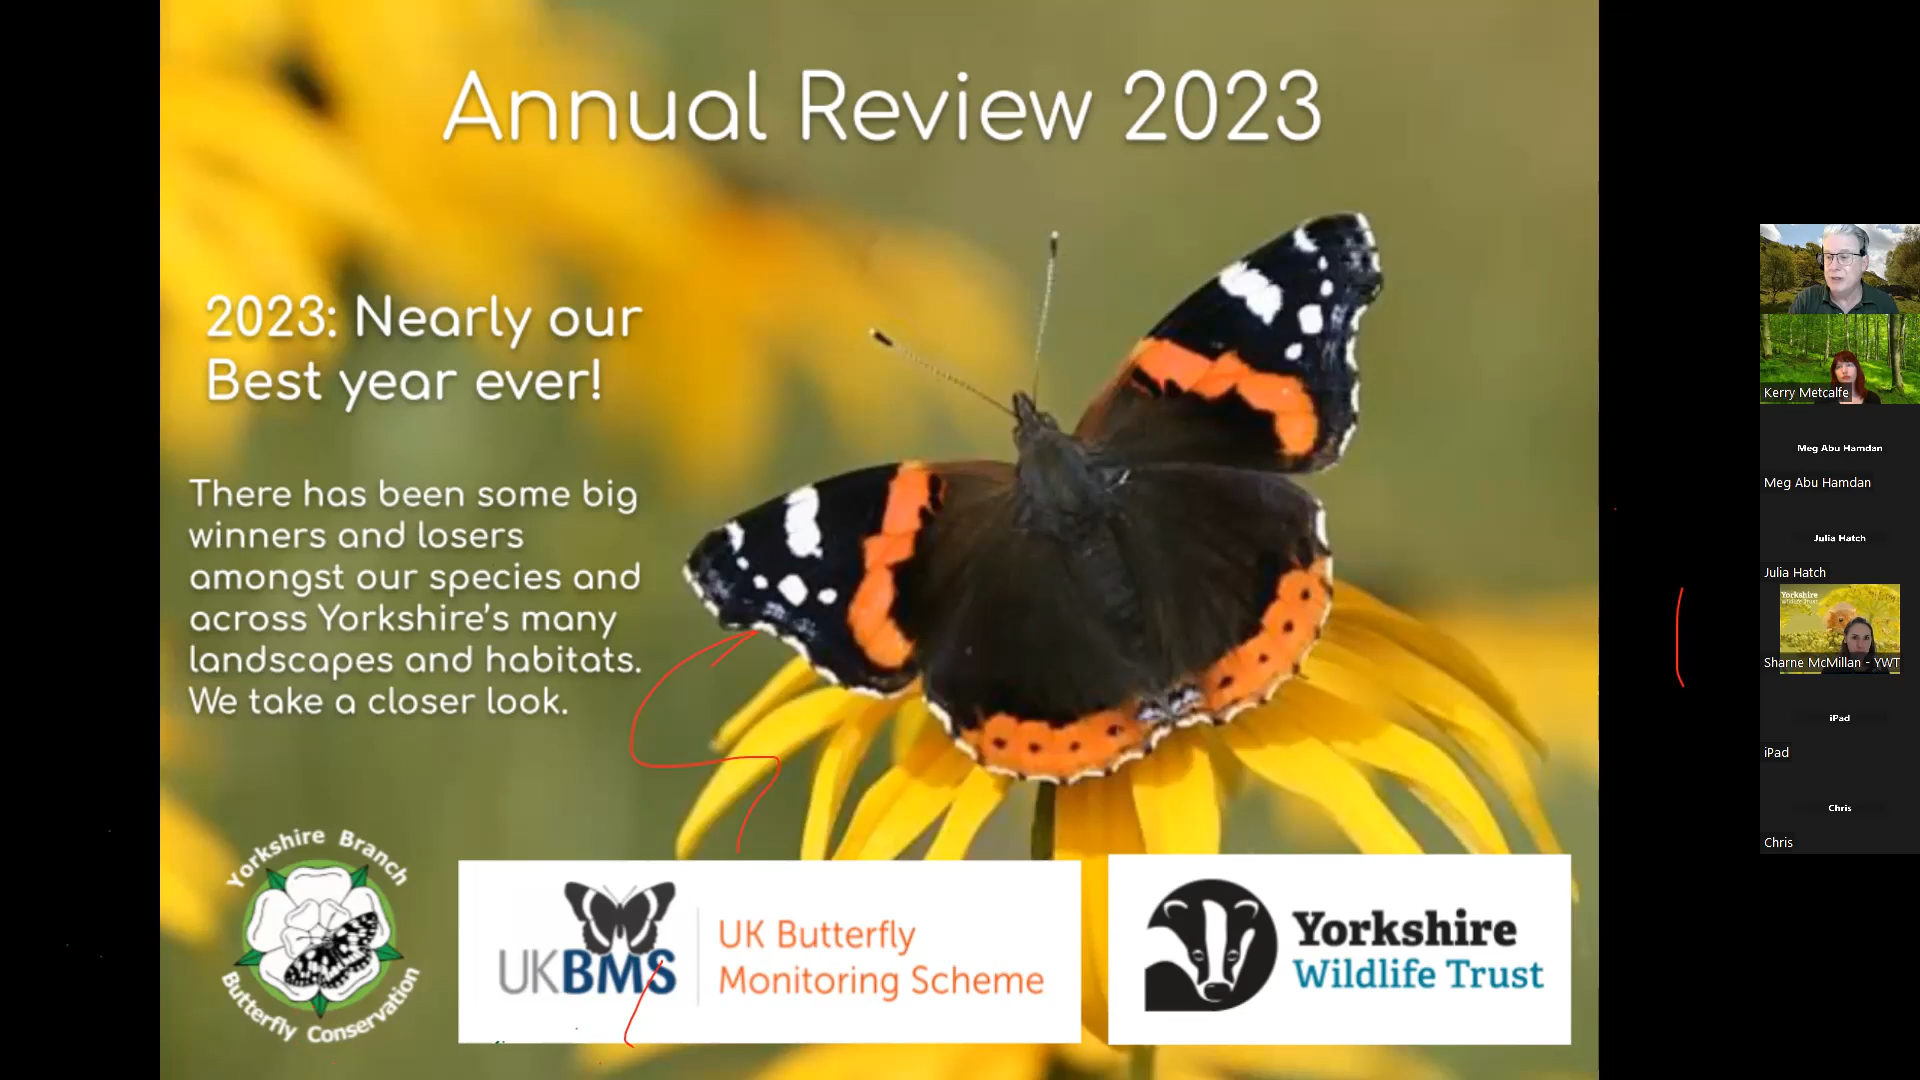 Annual Review 2023
2023: Nearly our
Best year ever!
There has been some big
winners and losers
amongst our species and
across Yorkshire's many
landscapes and habitats.
We take a closer look.
Yorkshire Branch
Butterfly Conservation
UKBMS
UK Butterfly
Monitoring Scheme
Yorkshire
Wildlife Trust
Kerry Metcalfe
Meg Abu Hamdan
Meg Abu Hamdan
Julia Hatch
Julia Hatch
Yorkshire
Wildlife Trust
Sharne McMillan - YWT
iPad
iPad
Chris
Chris